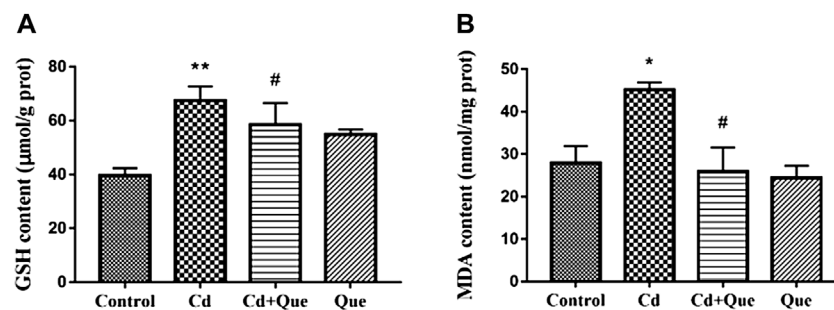 A
GSH content (μmol/g prot)
80
60
40
20
0
**
#
Control Cd Cd+Que Que
B
MDA content (nmol/mg prot)
50
40
30
20
10
0
*
#
Control Cd Cd+Que Que